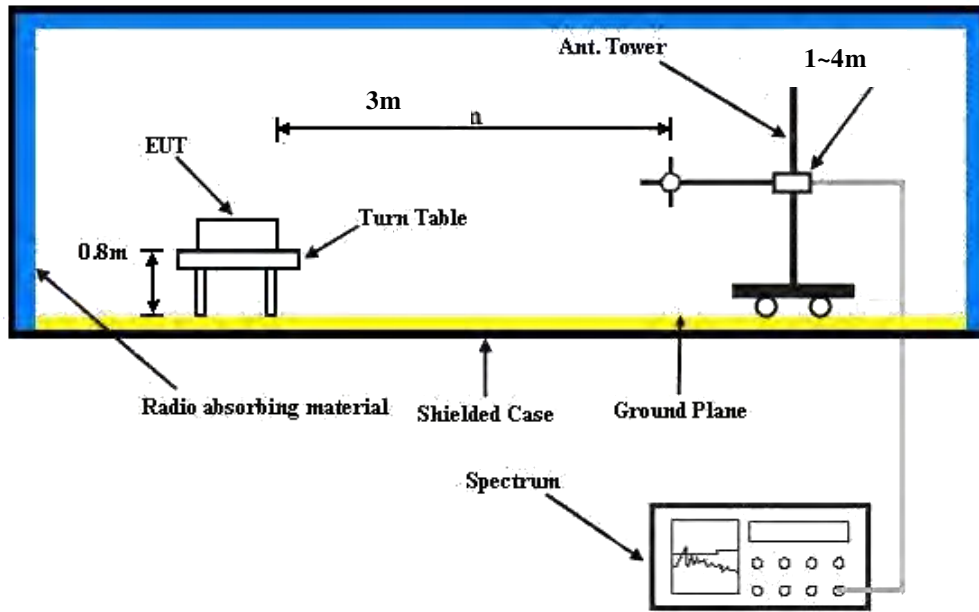 Ant. Tower
1~4m
3m
n
EUT
Turn Table
0.8m
Radio absorbing material
Shielded Case
Ground Plane
Spectrum